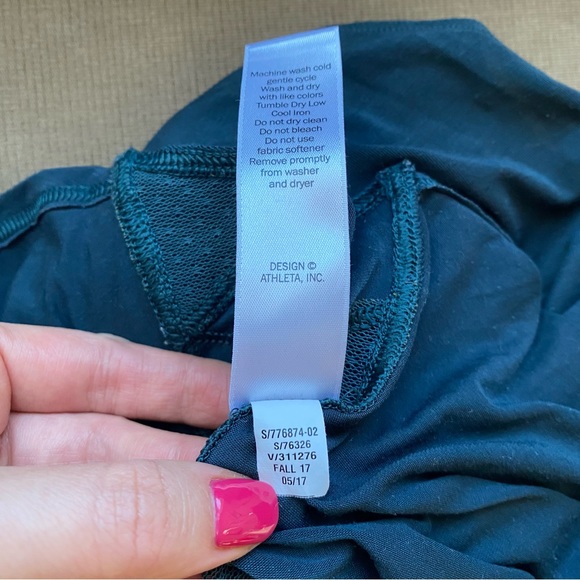 Machine wash cold
gentle cycle
Wash and dry
with like colors
Tumble Dry Low
Cool Iron
Do not dry clean
Do not bleach
Do not use
fabric softener
Remove promptly
from washer
and dryer
DESIGN ©
ATHLETA, INC.
S/776874-02
S/76326
V/311276
FALL 17
05/17